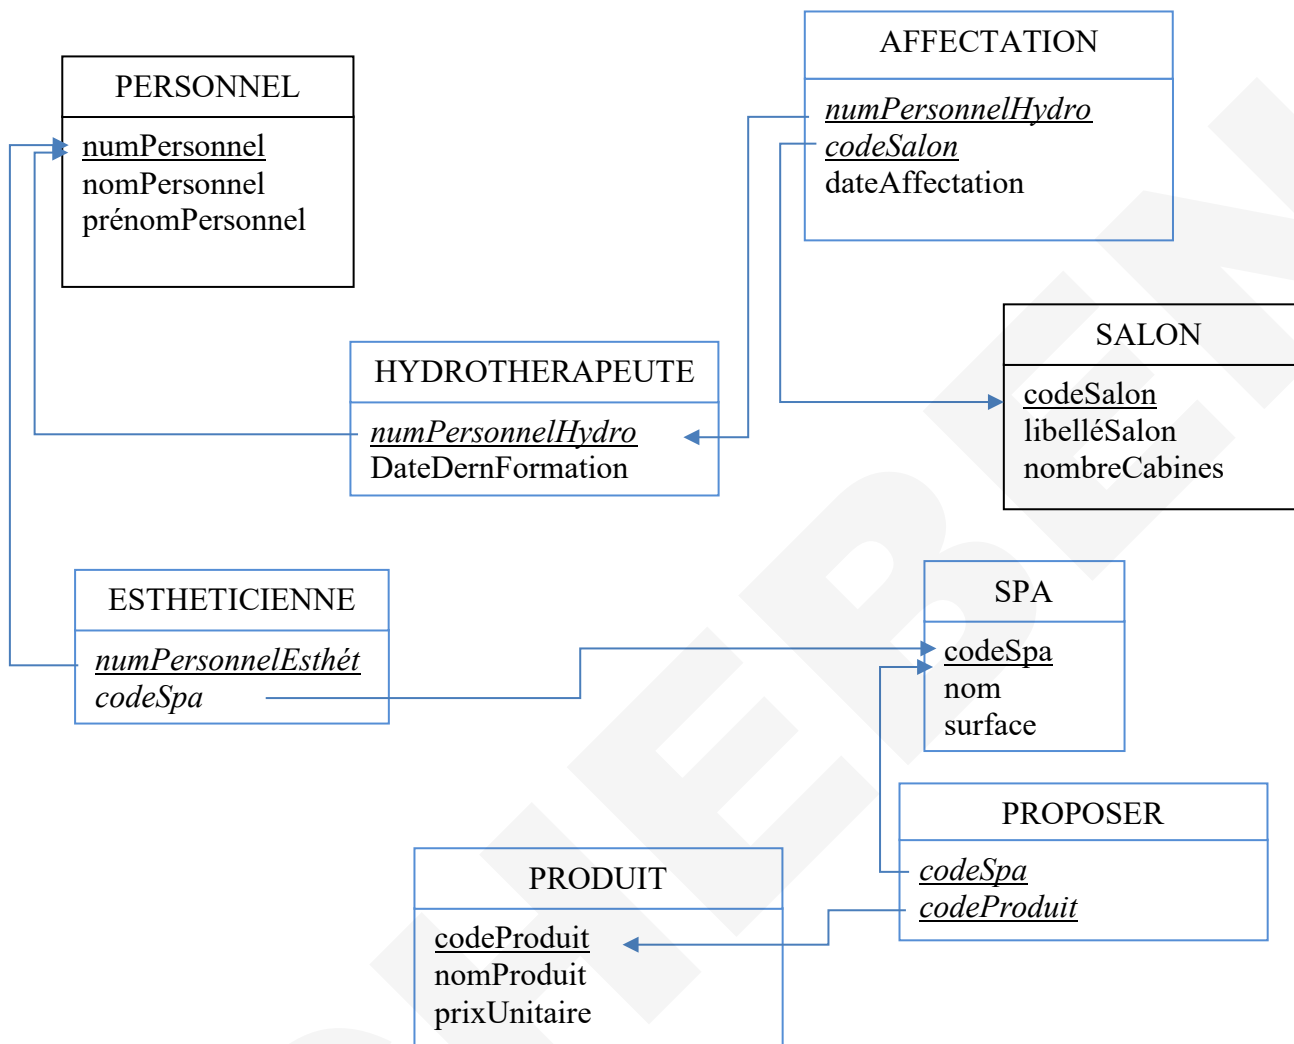 PERSONNEL
numPersonnel
nomPersonnel
prénomPersonnel
AFFECTATION
numPersonnelHydro
codeSalon
dateAffectation
HYDROTHERAPEUTE
numPersonnelHydro
DateDernFormation
SALON
codeSalon
libelléSalon
nombreCabines
ESTHETICIENNE
numPersonnelEsthét
codeSpa
SPA
codeSpa
nom
surface
PROPOSER
codeSpa
codeProduit
PRODUIT
codeProduit
nomProduit
prixUnitaire